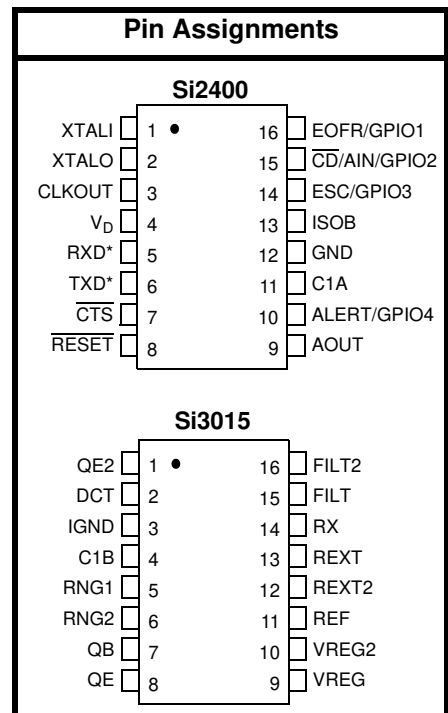 Pin Assignments
Si2400
XTALI 1 16 EOFR/GPIO1
XTALO 2 15 CD/AIN/GPIO2
CLKOUT 3 14 ESC/GPIO3
VD 4 13 ISOB
RXD* 5 12 GND
TXD* 6 11 C1A
CTS 7 10 ALERT/GPIO4
RESET 8 9 AOUT
Si3015
QE2 1 16 FILT2
DCT 2 15 FILT
IGND 3 14 RX
C1B 4 13 REXT
RNG1 5 12 REXT2
RNG2 6 11 REF
QB 7 10 VREG2
QE 8 9 VREG